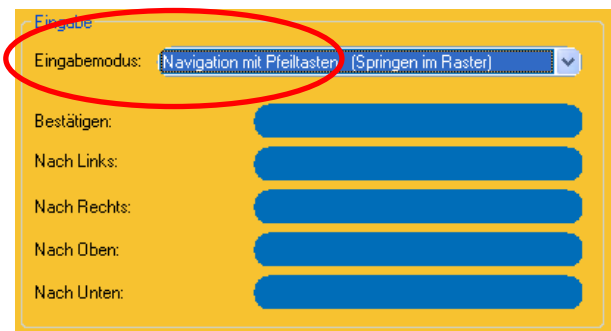 Eingabe
Eingabemodus: Navigation mit Pfeiltasten (Springen im Raster)
Bestätigen:
Nach Links:
Nach Rechts:
Nach Oben:
Nach Unten: